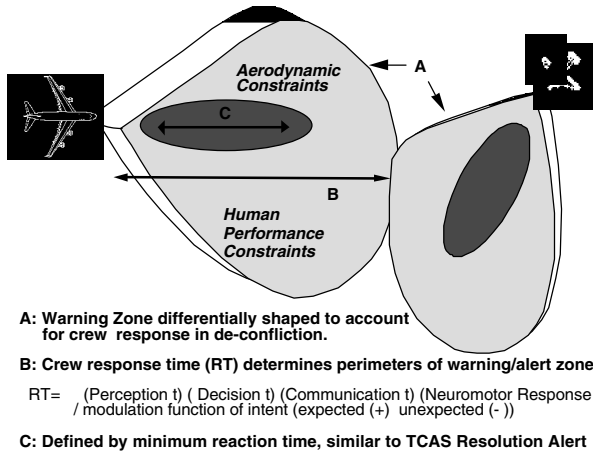 Aerodynamic
Constraints
A
C
B
Human
Performance
Constraints
A: Warning Zone differentially shaped to account
for crew response in de-confliction.
B: Crew response time (RT) determines perimeters of warning/alert zone
RT= (Perception t) ( Decision t) (Communication t) (Neuromotor Response
/ modulation function of intent (expected (+) unexpected (- ))
C: Defined by minimum reaction time, similar to TCAS Resolution Alert